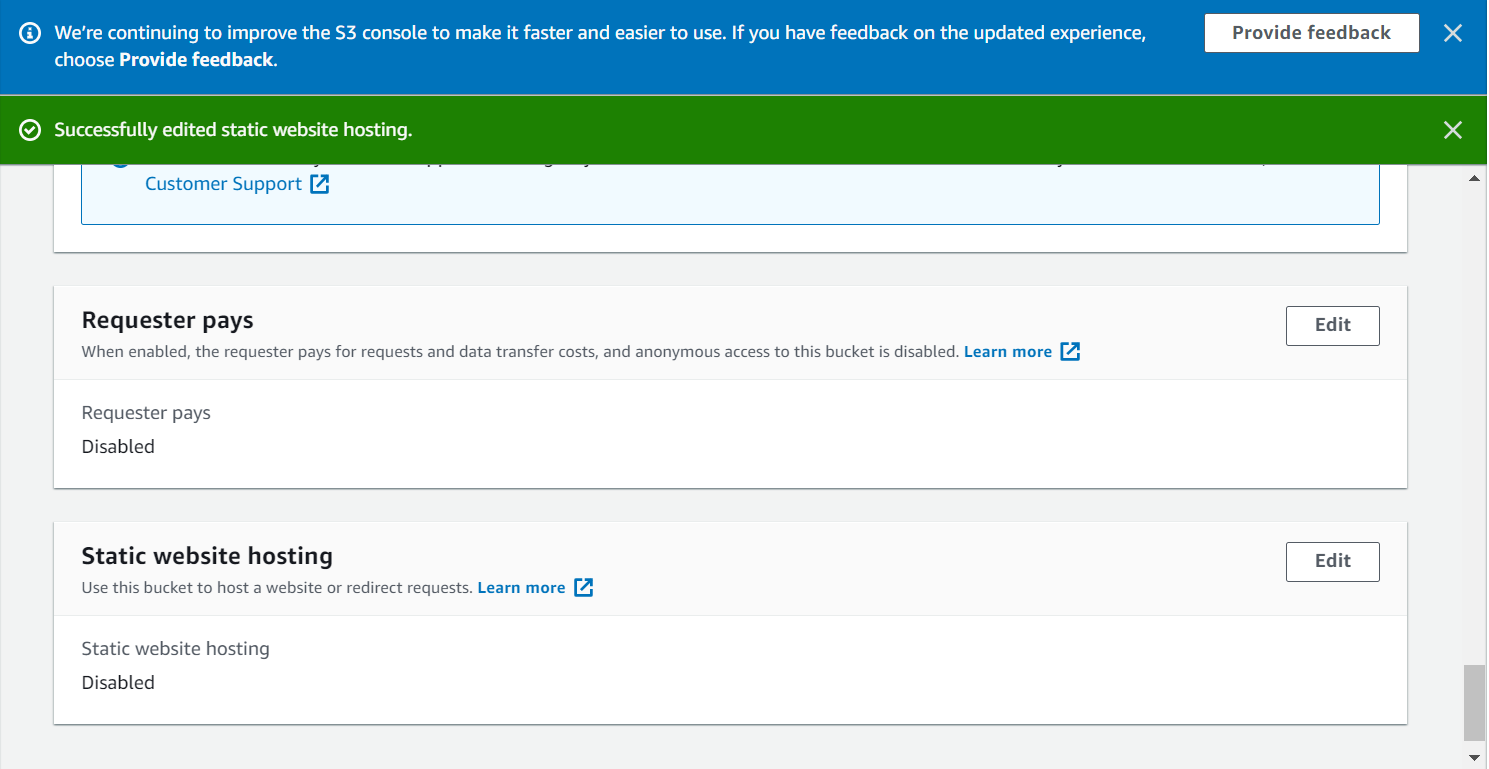 We're continuing to improve the S3 console to make it faster and easier to use. If you have feedback on the updated experience,
choose Provide feedback.
Provide feedback
Successfully edited static website hosting.
Customer Support
Requester pays
Edit
When enabled, the requester pays for requests and data transfer costs, and anonymous access to this bucket is disabled. Learn more
Requester pays
Disabled
Static website hosting
Edit
Use this bucket to host a website or redirect requests. Learn more
Static website hosting
Disabled